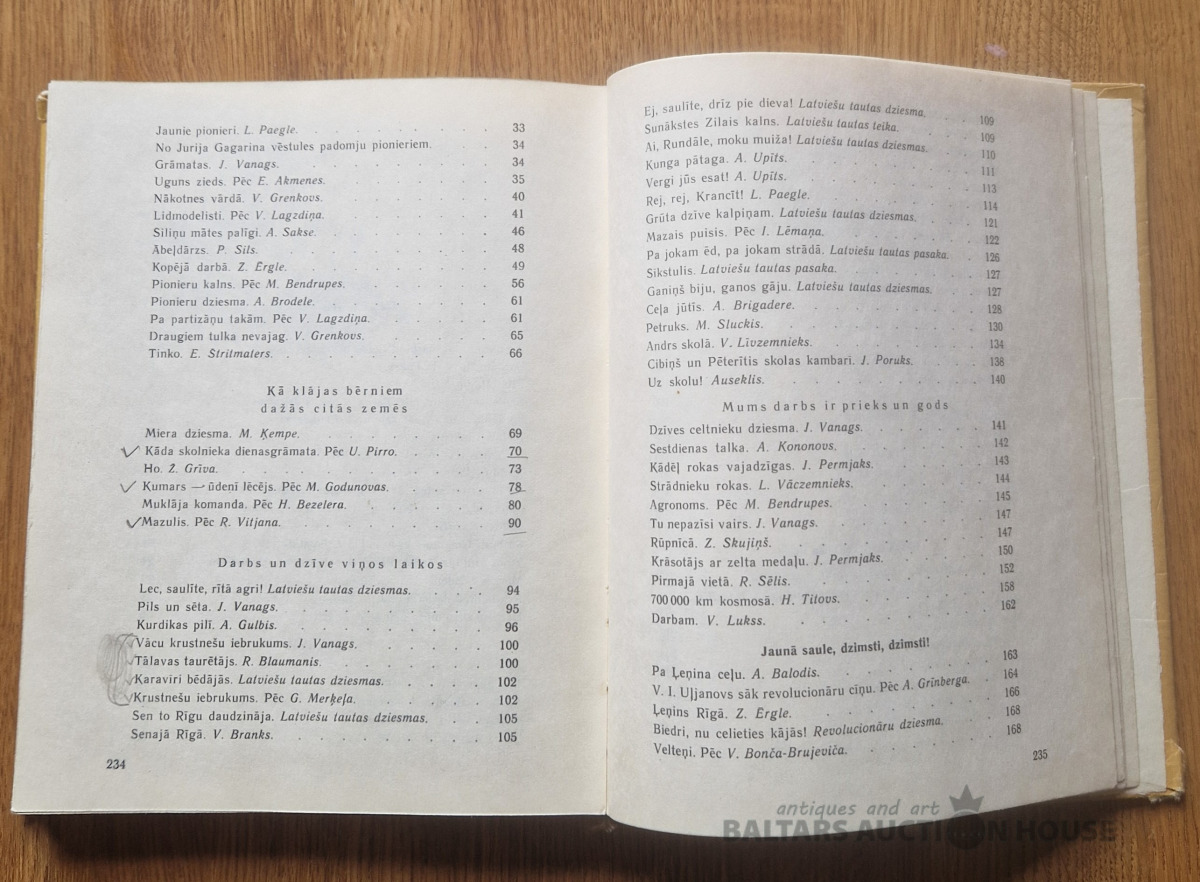 Jaunie pionieri. L. Paegle. . . . . . . . 33
No Jurija Gagarina vēstules padomju pionieriem. . . . 34
Grāmatas. J. Vanags. . . . . . . . 34
Uguns zieds. Pēc E. Akmenes. . . . . . . 35
Nākotnes vārdā. V. Grenkovs. . . . . . . 40
Lidmodelisti. Pēc V. Lagzdiņa. . . . . . . 41
Siliņu mātes palīgi. A. Sakse. . . . . . . 46
Ābeļdārzs. P. Sils. . . . . . . . 48
Kopējā darbā. Z. Ērgle. . . . . . . . 49
Pionieru kalns. Pēc M. Bendrupes. . . . . . 56
Pionieru dziesma. A. Brodele. . . . . . . 61
Pa partizāņu takām. Pēc V. Lagzdiņa. . . . . . 61
Draugiem tulka nevajag. V. Grenkovs. . . . . . 65
Tinko. E. Stritmaters. . . . . . . . 66
Kā klājas bērniem
dažās citās zemēs
Miera dziesma. M. Ķempe. . . . . . . . 69
Kāda skolnieka dienasgrāmata. Pēc U. Pirro. . . . . 70
Ho. Ž. Grīva. . . . . . . . . 73
Kumars — ūdenī lēcējs. Pēc M. Godunovas. . . . . 78
Muklāja komanda. Pēc H. Bezelera. . . . . . 80
Mazulis. Pēc R. Vitjana. . . . . . . . 90
Darbs un dzīve viņos laikos
Lec, saulīte, rītā agri! Latviešu tautas dziesmas. . . . 94
Pils un sēta. J. Vanags. . . . . . . . 95
Kurdikas pilī. A. Gulbis. . . . . . . . 96
Vācu krustnešu iebrukums. J. Vanags. . . . . . 100
Tālavas taurētājs. R. Blaumanis. . . . . . . 100
Karavīri bēdājās. Latviešu tautas dziesmas. . . . . 102
Krustnešu iebrukums. Pēc G. Merķeļa. . . . . . 102
Sen to Rīgu daudzināja. Latviešu tautas dziesmas. . . 105
Senajā Rīgā. V. Branks. . . . . . . . 105
234
Ej, saulīte, drīz pie dieva! Latviešu tautas dziesma. . . 109
Sunākstes Zilais kalns. Latviešu tautas teika. . . . 109
Ai, Rundāle, moku muiža! Latviešu tautas dziesmas. . . 110
Kunga pātaga. A. Upīts. . . . . . . . 111
Vergi jūs esat! A. Upīts. . . . . . . . 113
Rej, rej, Krancīt! L. Paegle. . . . . . . 114
Grūta dzīve kalpiņam. Latviešu tautas dziesmas. . . . 121
Mazais puisis. Pēc I. Lēmaņa. . . . . . . 122
Pa jokam ēd, pa jokam strādā. Latviešu tautas pasaka. . 126
Sikstulis. Latviešu tautas pasaka. . . . . . 127
Ganiņš biju, ganos gāju. Latviešu tautas dziesmas. . . 127
Ceļa jūtīs. A. Brigadere. . . . . . . 128
Petruks. M. Sluckis. . . . . . . . 130
Andrs skolā. V. Līvzemnieks. . . . . . . 134
Cibiņš un Pēterītis skolas kambarī. J. Poruks. . . . 138
Uz skolu! Auseklis. . . . . . . . 140
Mums darbs ir prieks un gods
Dzīves celtnieku dziesma. J. Vanags. . . . . . 141
Sestdienas talka. A. Kononovs. . . . . . . 142
Kādēļ rokas vajadzīgas. J. Permjaks. . . . . . 143
Strādnieku rokas. L. Vāczemnieks. . . . . . 144
Agronoms. Pēc M. Bendrupes. . . . . . . 145
Tu nepazīsi vairs. J. Vanags. . . . . . . 147
Rūpnīcā. Z. Skujiņš. . . . . . . . 147
Krāsotājs ar zelta medaļu. J. Permjaks. . . . . 150
Pirmajā vietā. R. Sēlis. . . . . . . 152
700 000 km kosmosā. H. Titovs. . . . . . . 158
Darbam. V. Lukss. . . . . . . . 162
Jaunā saule, dzimsti, dzimsti!
Pa Ļeņina ceļu. A. Balodis. . . . . . . 163
V. I. Uļjanovs sāk revolucionāru cīņu. Pēc A. Grīnberga. . 164
Ļeņins Rīgā. Z. Ērgle. . . . . . . . 166
Biedri, nu celieties kājās! Revolucionāru dziesma. . . 168
Velteņi. Pēc V. Bonča-Brujeviča. . . . . . 168
235
antiques and art
BALTARS AUCTION HOUSE